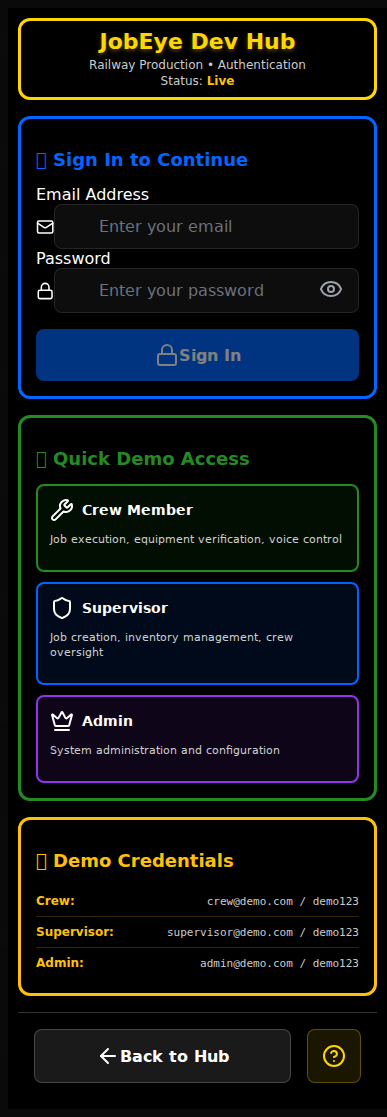 JobEye Dev Hub
Railway Production • Authentication
Status: Live
Sign In to Continue
Email Address
Enter your email
Password
Enter your password
Sign In
Quick Demo Access
Crew Member
Job execution, equipment verification, voice control
Supervisor
Job creation, inventory management, crew
oversight
Admin
System administration and configuration
Demo Credentials
Crew: crew@demo.com / demo123
Supervisor: supervisor@demo.com / demo123
Admin: admin@demo.com / demo123
Back to Hub